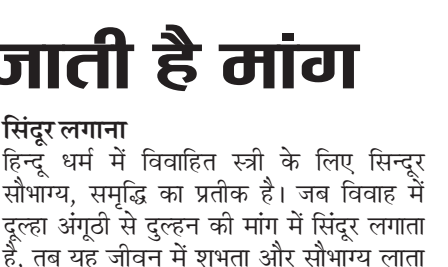 जाती है मांग
सिंदूर लगाना
हिन्दू धर्म में विवाहित स्त्री के लिए सिन्दूर
सौभाग्य, समृद्धि का प्रतीक है। जब विवाह में
दूल्हा अंगूठी से दुल्हन की मांग में सिंदूर लगाता
है, तब यह जीवन में शुभता और सौभाग्य लाता